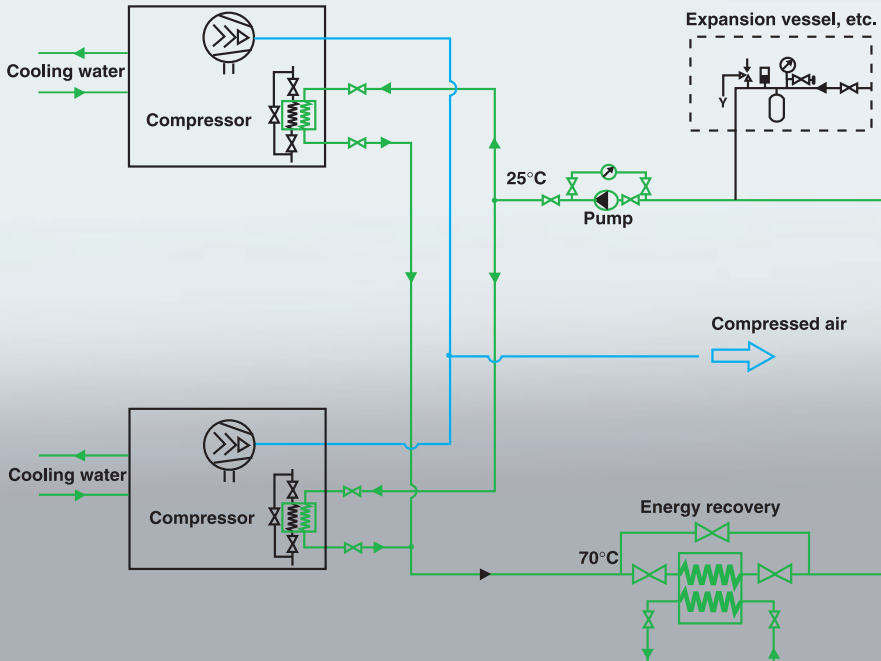 Expansion vessel, etc.
Cooling water
Compressor
Y
25°C
Pump
Compressed air
Cooling water
Compressor
Energy recovery
70°C